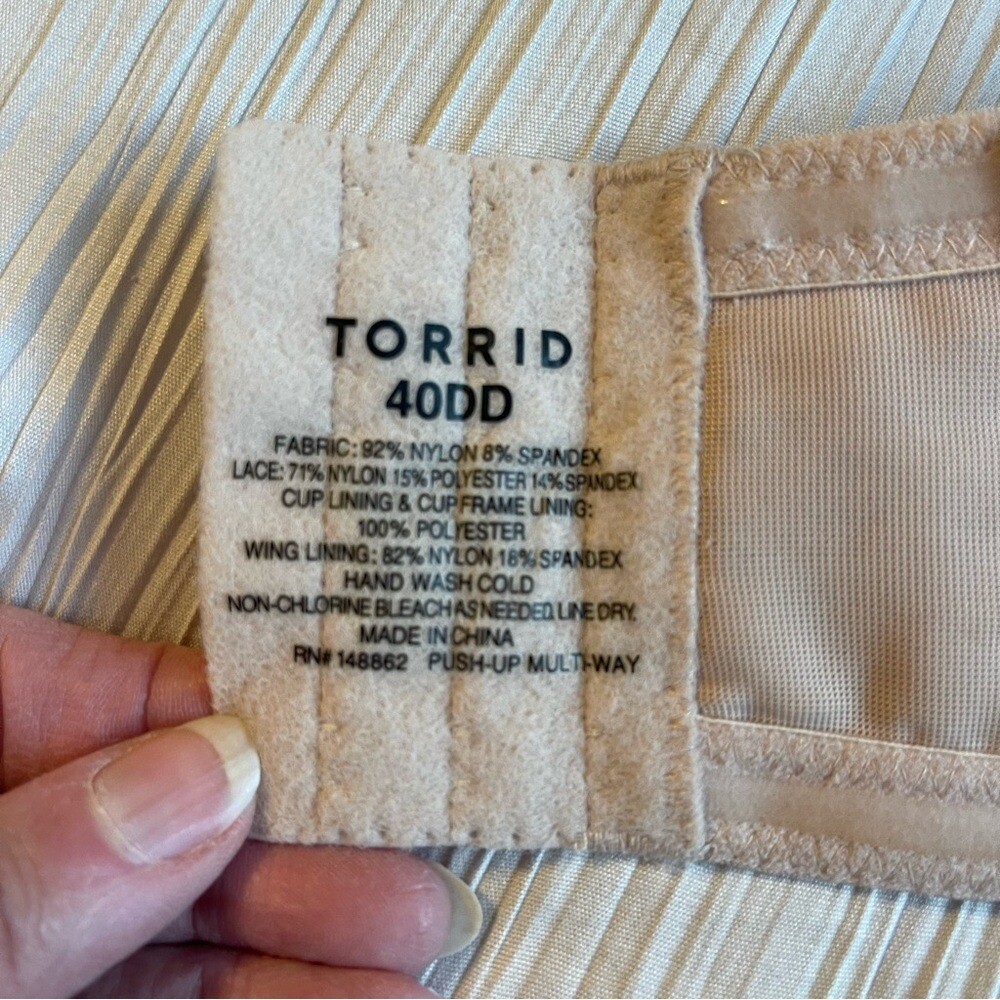 TORRID
40DD
FABRIC: 92% NYLON 8% SPANDEX
LACE: 71% NYLON 15% POLYESTER 14% SPANDEX
CUP LINING & CUP FRAME LINING:
100% POLYESTER
WING LINING: 82% NYLON 18% SPANDEX
HAND WASH COLD
NON-CHLORINE BLEACH AS NEEDED. LINE DRY.
MADE IN CHINA
RN# 148862 PUSH-UP MULTI-WAY